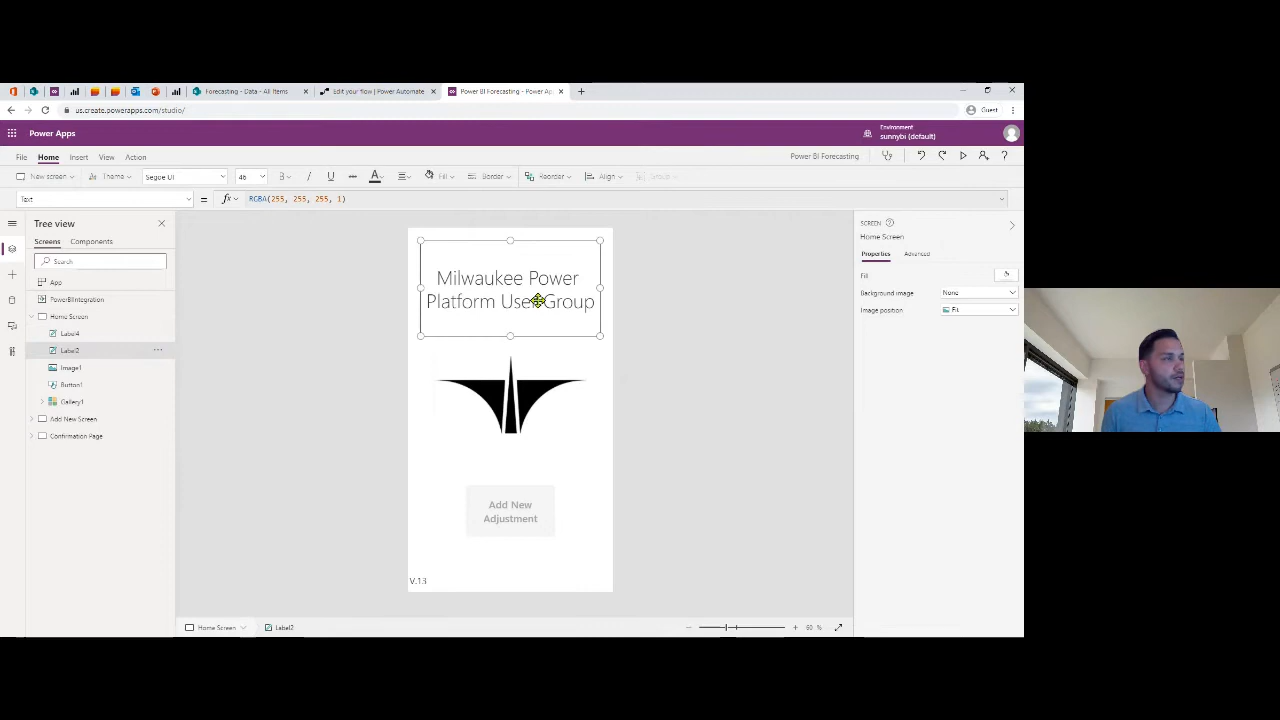 Forecasting - Data - All Items
Edit your flow | Power Automate
Power BI Forecasting - Power Ap
us.create.powerapps.com/studio/
Guest
Power Apps
Environment
sunnybi (default)
File Home Insert View Action
Power BI Forecasting
New screen Theme Segoe UI 46 B I U A Fill Border Reorder Align Group
Text = fx RGBA(255, 255, 255, 1)
Tree view
Screens Components
Search
App
PowerBIIntegration
Home Screen
Label4
Label2
Image1
Button1
Gallery1
Add New Screen
Confirmation Page
Milwaukee Power
Platform User Group
Add New
Adjustment
V.13
SCREEN
Home Screen
Properties Advanced
Fill
Background image None
Image position Fit
Home Screen Label2
60 %